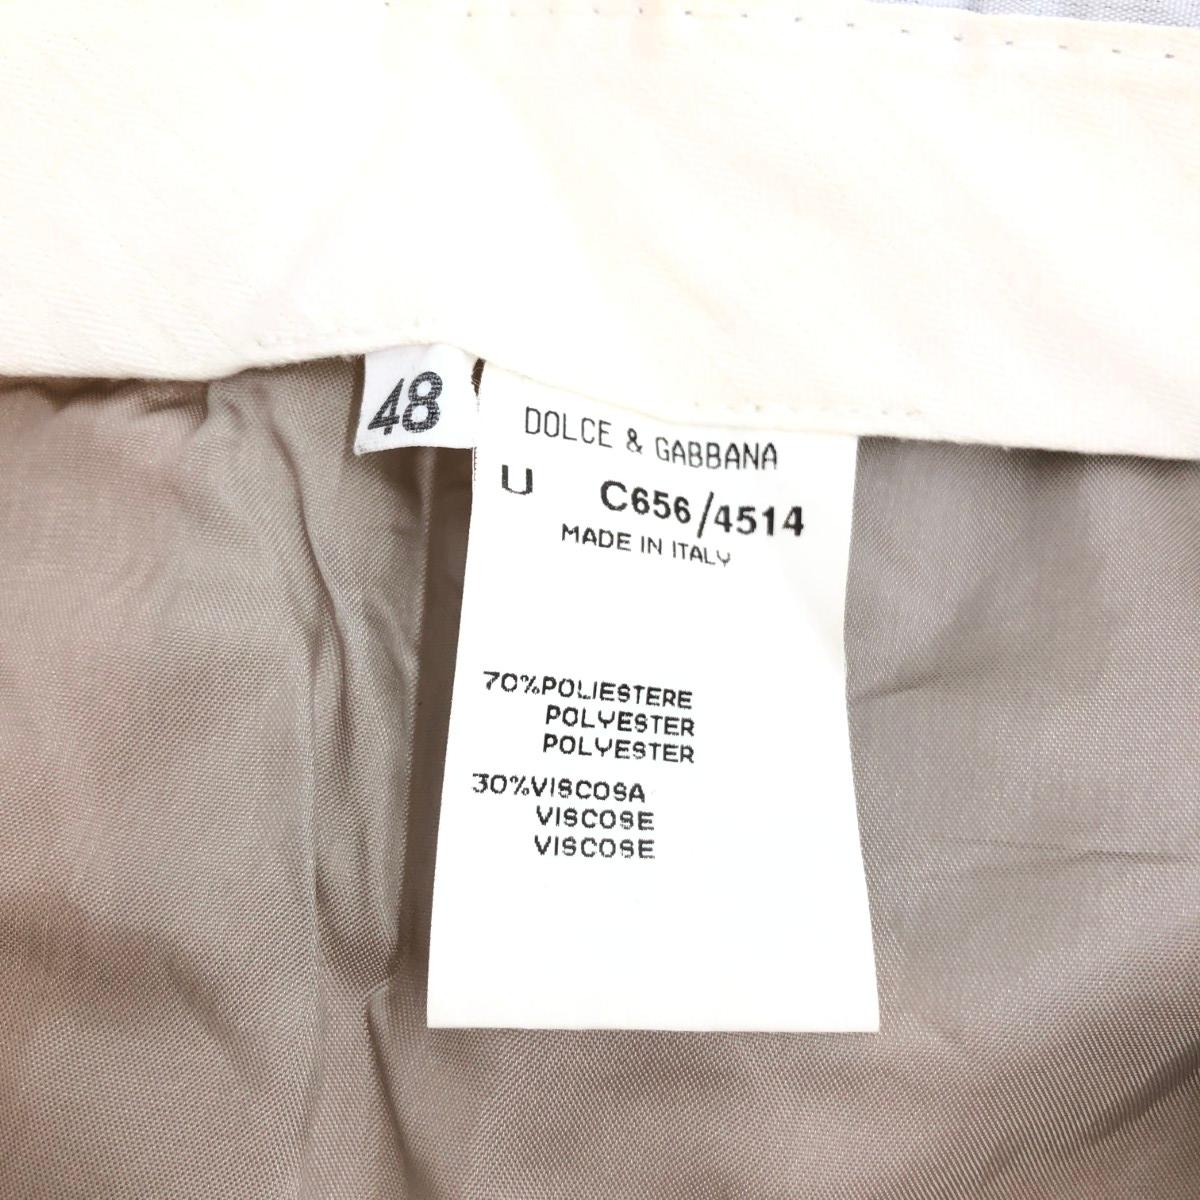 48
DOLCE & GABBANA
U C656/4514
MADE IN ITALY
70%POLIESTERE
POLYESTER
POLYESTER
30%VISCOSA
VISCOSE
VISCOSE